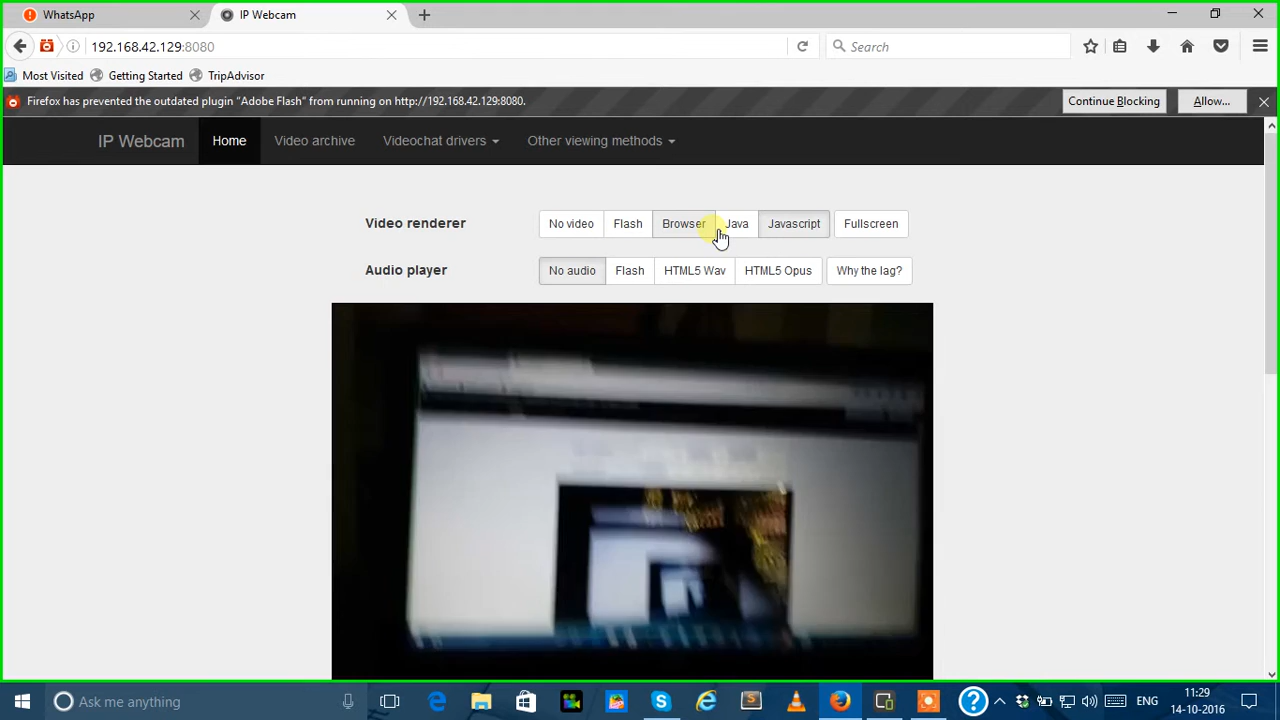 WhatsApp
IP Webcam
192.168.42.129:8080
Search
Most Visited
Getting Started
TripAdvisor
Firefox has prevented the outdated plugin "Adobe Flash" from running on http://192.168.42.129:8080.
Continue Blocking
Allow...
IP Webcam
Home
Video archive
Videochat drivers
Other viewing methods
Video renderer
No video
Flash
Browser
Java
Javascript
Fullscreen
Audio player
No audio
Flash
HTML5 Wav
HTML5 Opus
Why the lag?
Ask me anything
ENG
11:29
14-10-2016